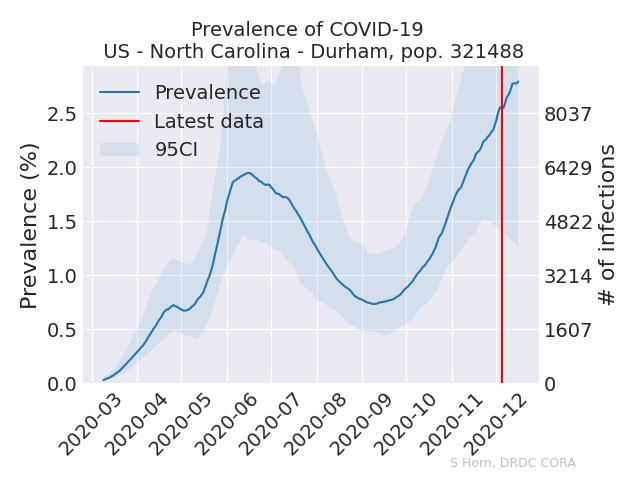 Prevalence of COVID-19
US - North Carolina - Durham, pop. 321488
Prevalence
Latest data
95CI
Prevalence (%)
2.5
2.0
1.5
1.0
0.5
0.0
8037
6429
4822
3214
1607
0
# of infections
2020-03
2020-04
2020-05
2020-06
2020-07
2020-08
2020-09
2020-10
2020-11
2020-12
S Horn, DRDC CORA